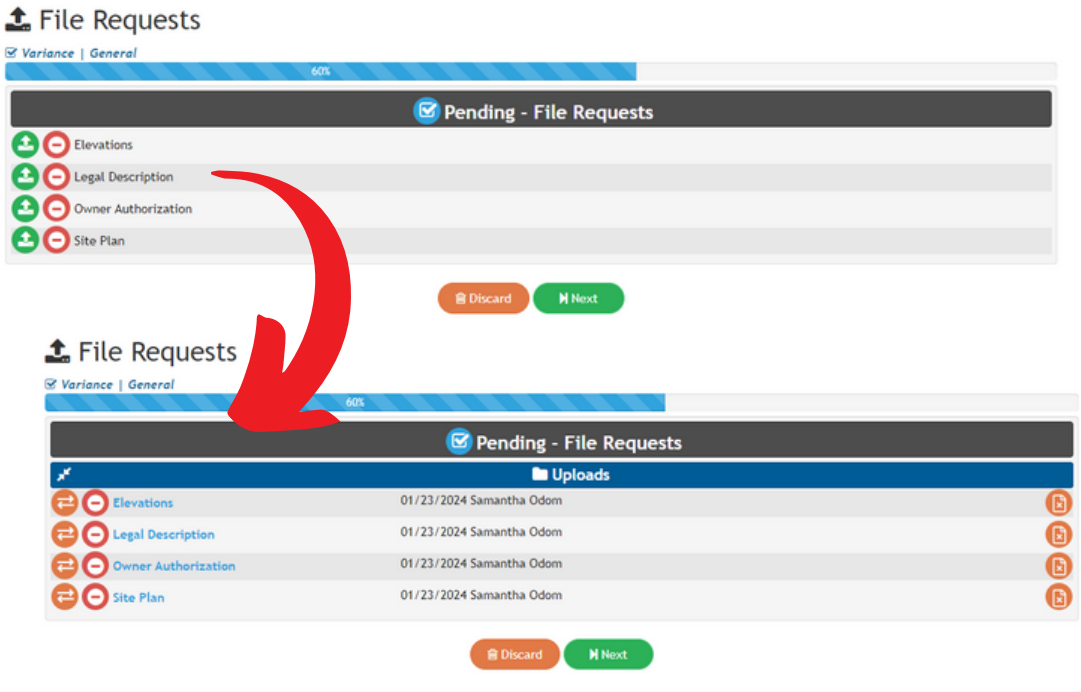 File Requests
Variance | General
60%
Pending - File Requests
Elevations
Legal Description
Owner Authorization
Site Plan
Discard Next
File Requests
Variance | General
60%
Pending - File Requests
Uploads
Elevations 01/23/2024 Samantha Odom
Legal Description 01/23/2024 Samantha Odom
Owner Authorization 01/23/2024 Samantha Odom
Site Plan 01/23/2024 Samantha Odom
Discard Next